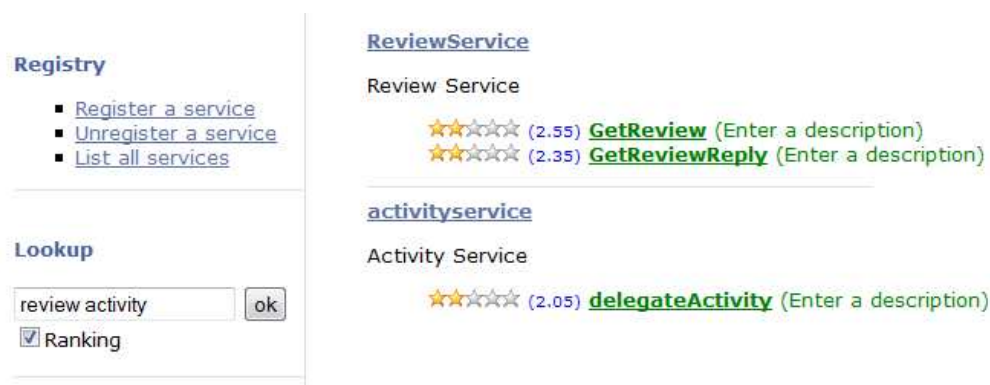 Registry
Register a service
Unregister a service
List all services
Lookup
review activity ok
Ranking
ReviewService
Review Service
(2.55) GetReview (Enter a description)
(2.35) GetReviewReply (Enter a description)
activityservice
Activity Service
(2.05) delegateActivity (Enter a description)